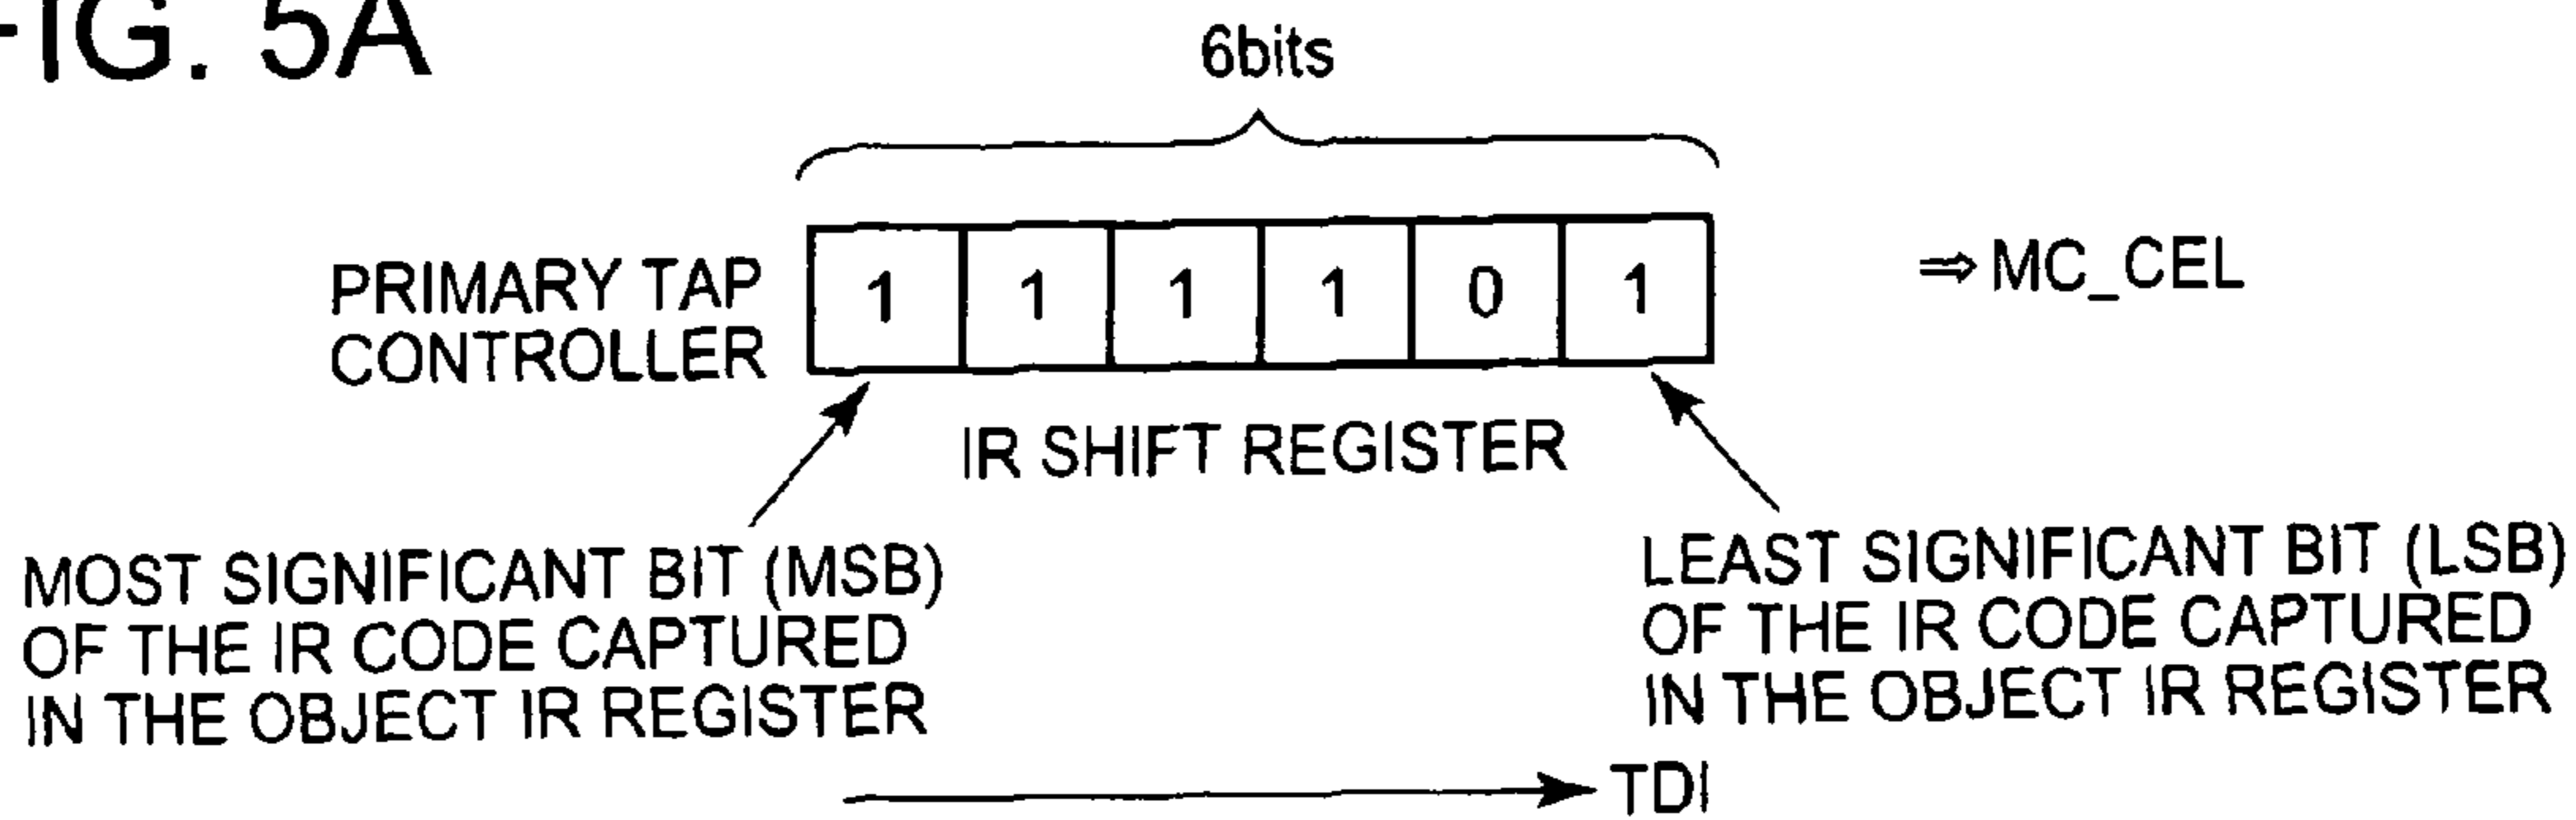 FIG. 5A
6bits
PRIMARY TAP
CONTROLLER
1 1 1 1 0 1
⇒ MC_CEL
IR SHIFT REGISTER
MOST SIGNIFICANT BIT (MSB)
OF THE IR CODE CAPTURED
IN THE OBJECT IR REGISTER
LEAST SIGNIFICANT BIT (LSB)
OF THE IR CODE CAPTURED
IN THE OBJECT IR REGISTER
TDI